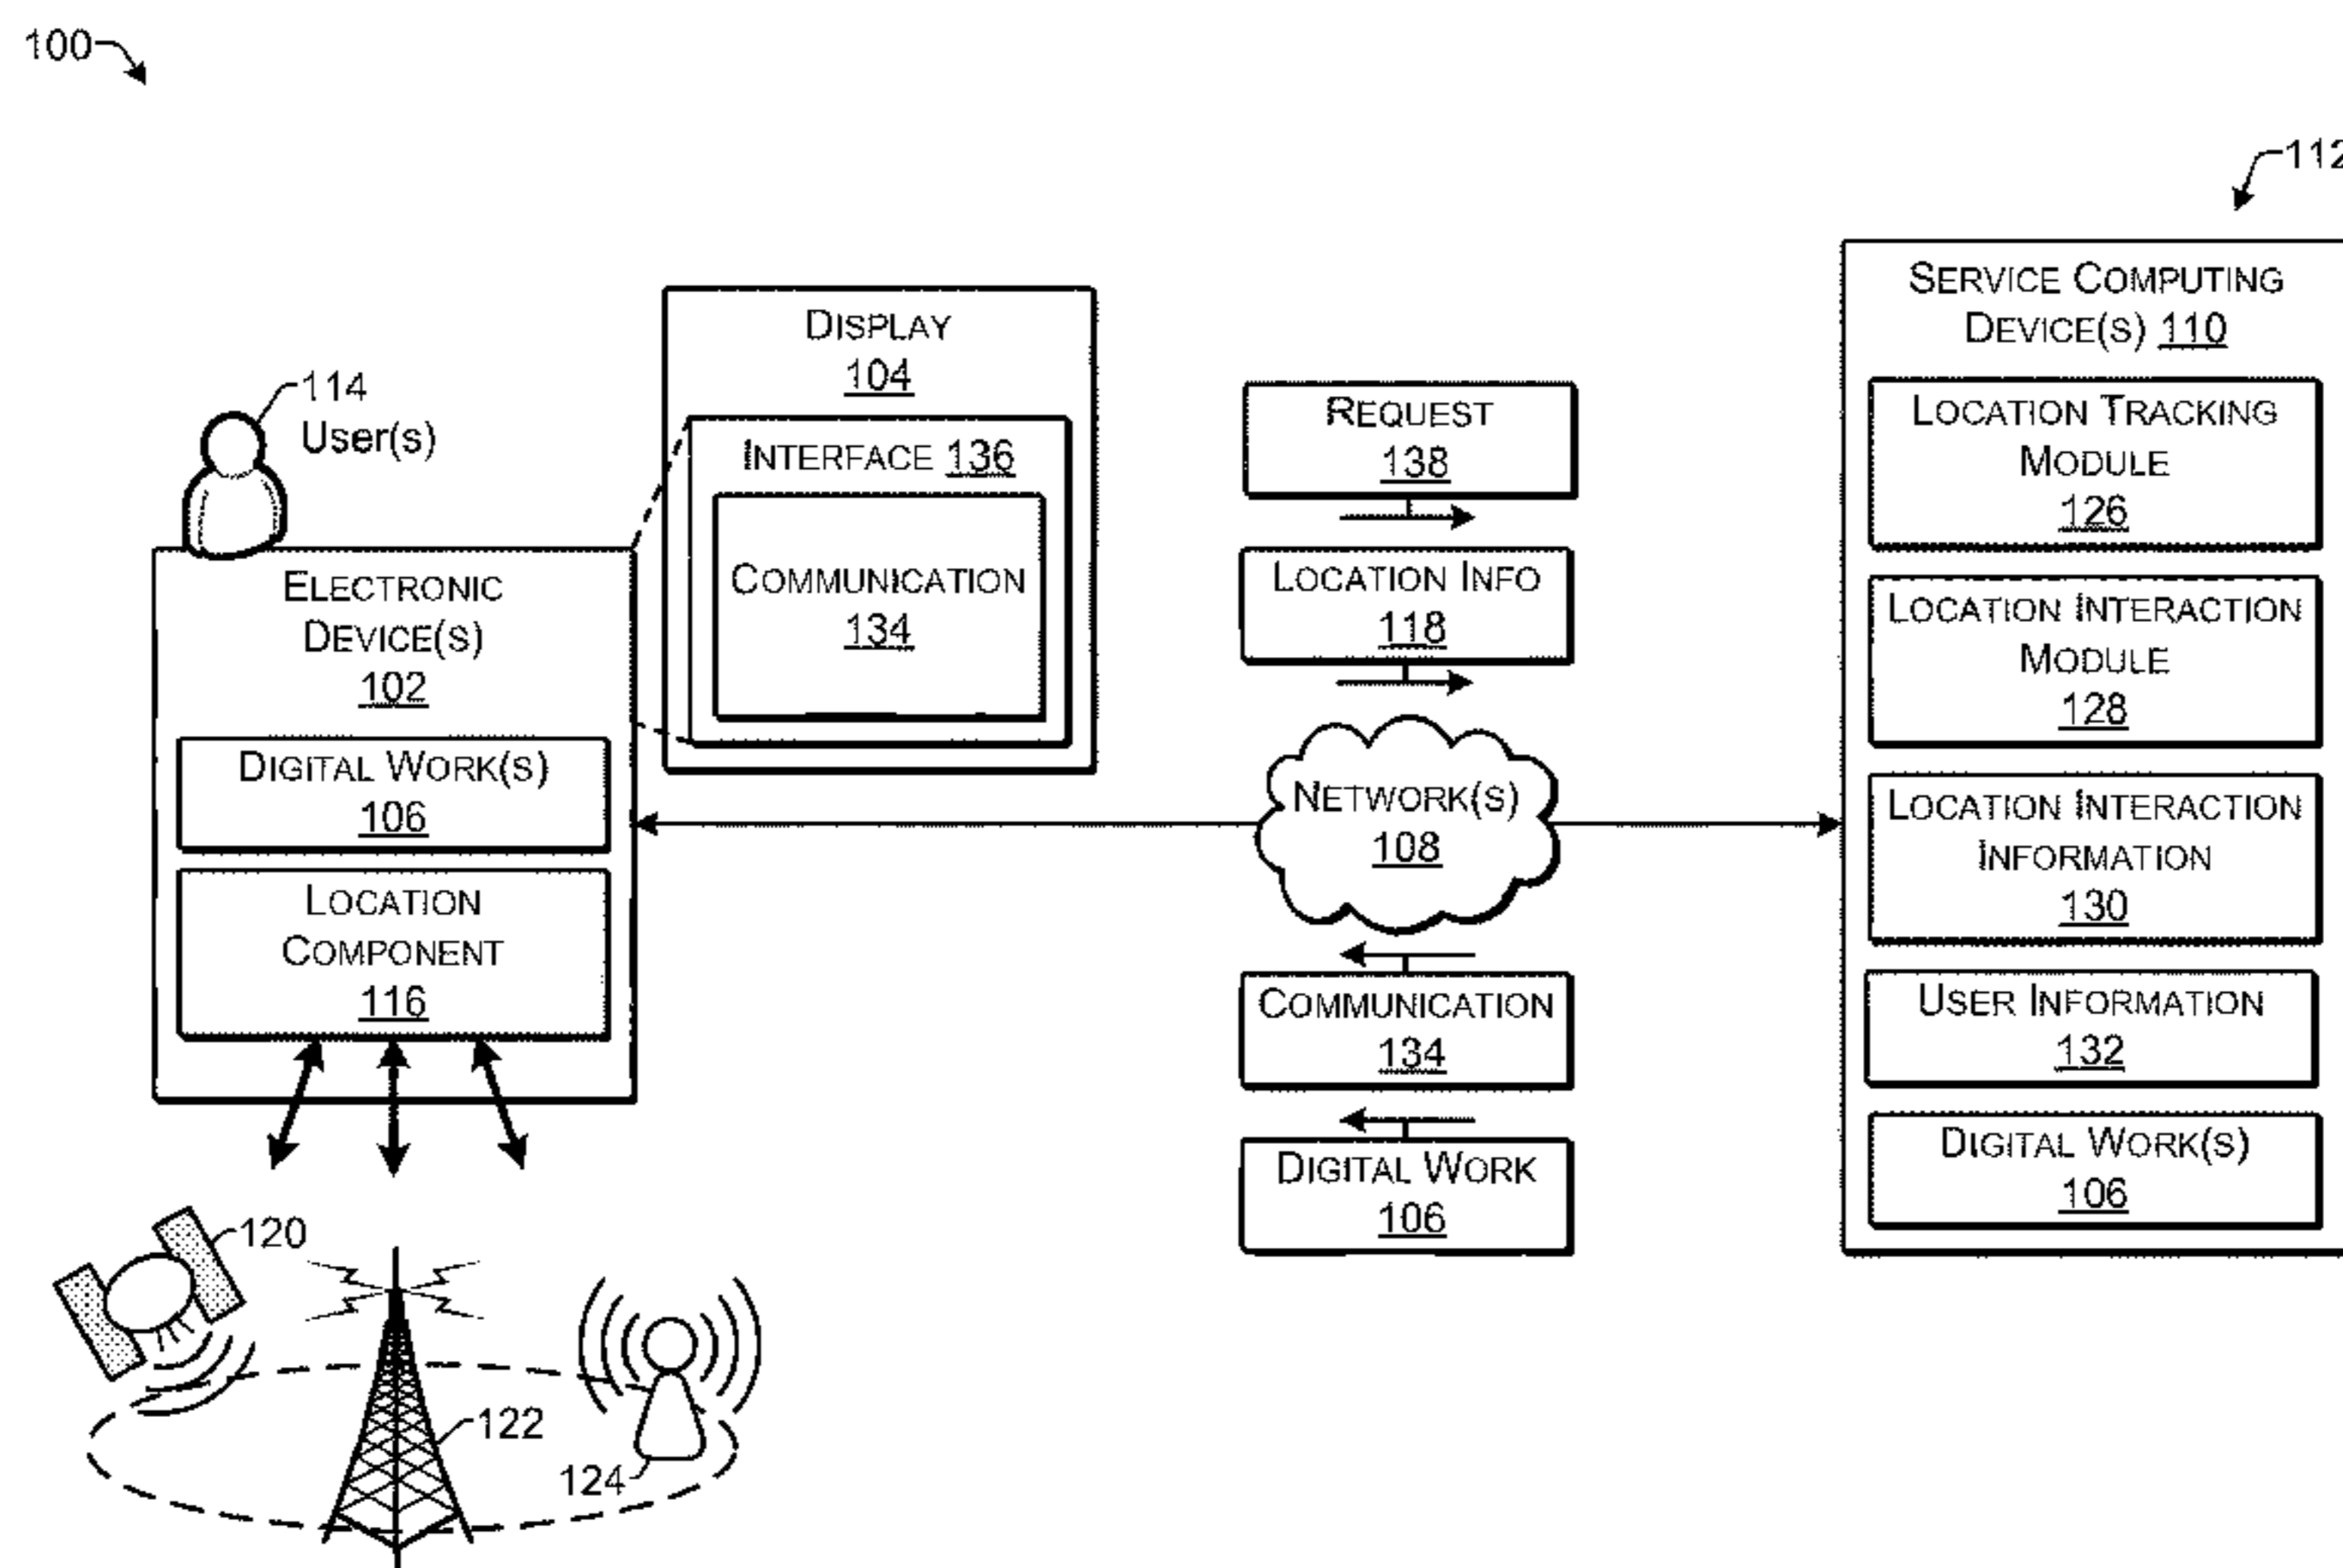 100
112
114
User(s)
ELECTRONIC
DEVICE(S)
102
DIGITAL WORK(S)
106
LOCATION
COMPONENT
116
DISPLAY
104
INTERFACE 136
COMMUNICATION
134
REQUEST
138
LOCATION INFO
118
NETWORK(S)
108
COMMUNICATION
134
DIGITAL WORK
106
SERVICE COMPUTING
DEVICE(S) 110
LOCATION TRACKING
MODULE
126
LOCATION INTERACTION
MODULE
128
LOCATION INTERACTION
INFORMATION
130
USER INFORMATION
132
DIGITAL WORK(S)
106
120
122
124